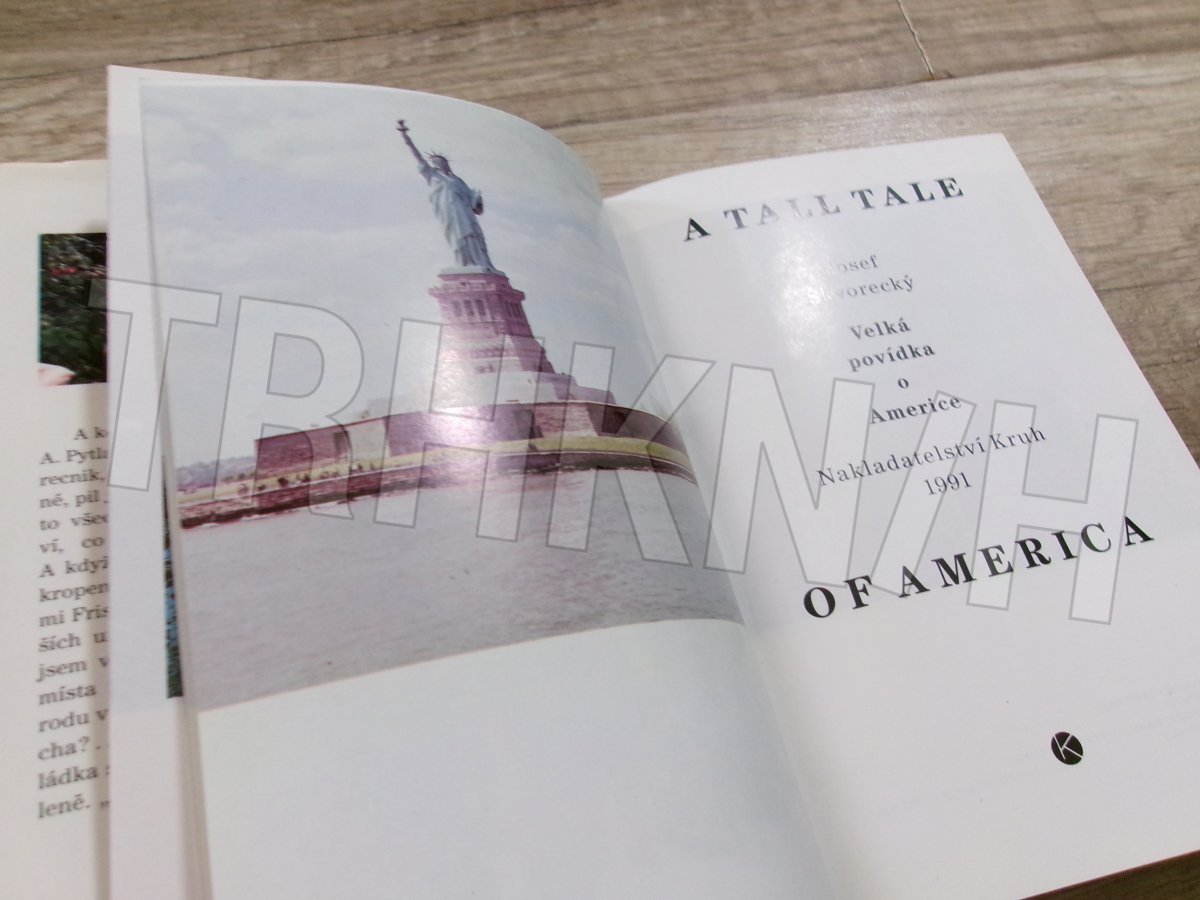 A k
A. Pytla
recník,
né, pil
to všec
ví, co
A když
kropen
mi Fris
ších u
jsem v
místa
rodu v
cha? .
ládka
leně. „
A TALL TALE
osef
vorecký
Velká
povídka
o
Americe
Nakladatelství Kruh
1991
OF AMERICA
K
TRHKNIH